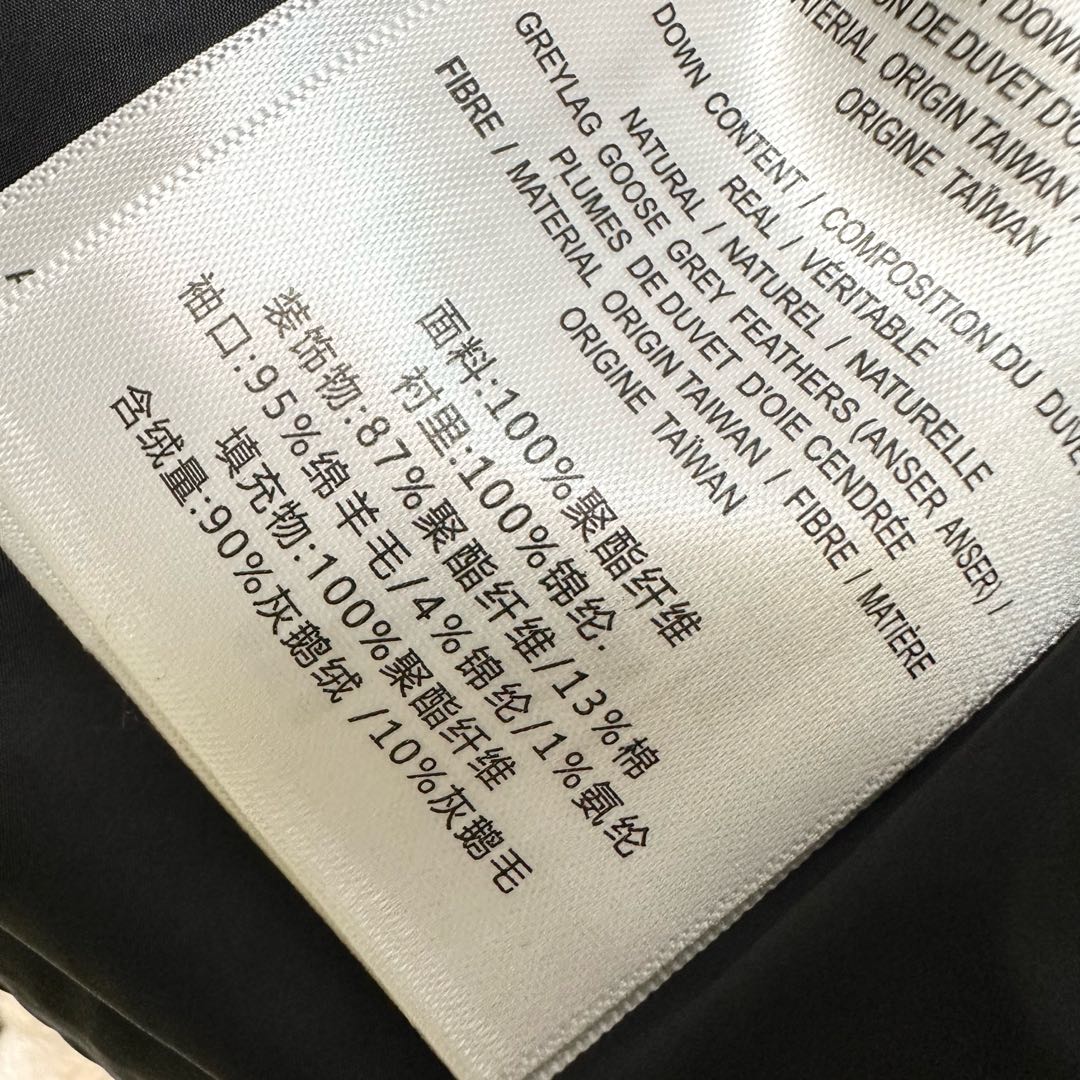 DOWN
ON DE DUVET D'O
ATERIAL ORIGIN TAIWAN /
ORIGINE TAÏWAN
DOWN CONTENT / COMPOSITION DU DUVE
REAL / VÉRITABLE
NATURAL / NATUREL / NATURELLE
GREYLAG GOOSE GREY FEATHERS (ANSER ANSER) /
PLUMES DE DUVET D'OIE CENDRÉE
FIBRE / MATERIAL ORIGIN TAIWAN / FIBRE / MATIÈRE
ORIGINE TAÏWAN
面料:100%聚酯纤维
衬里:100%锦纶.
装饰物:87%聚酯纤维/13%棉
袖口:95%绵羊毛/4%锦纶/1%氨纶
填充物:100%聚酯纤维
含绒量:90%灰鹅绒 /10%灰鹅毛